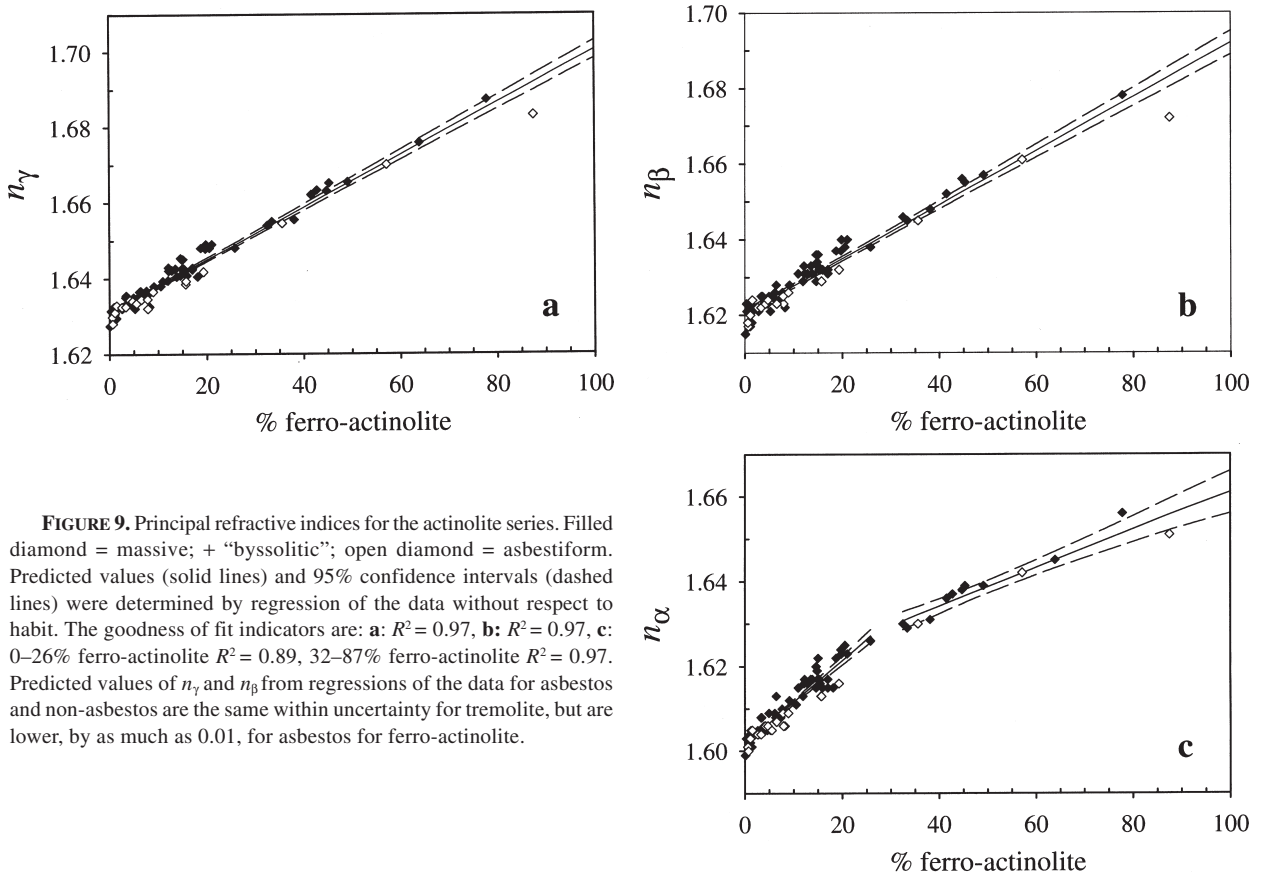 1.70
1.68
1.66
1.64
1.62
nγ
a
0 20 40 60 80 100
% ferro-actinolite
1.70
1.68
1.66
1.64
1.62
nβ
b
0 20 40 60 80 100
% ferro-actinolite
FIGURE 9. Principal refractive indices for the actinolite series. Filled
diamond = massive; + “byssolitic”; open diamond = asbestiform.
Predicted values (solid lines) and 95% confidence intervals (dashed
lines) were determined by regression of the data without respect to
habit. The goodness of fit indicators are: a: R² = 0.97, b: R² = 0.97, c:
0–26% ferro-actinolite R² = 0.89, 32–87% ferro-actinolite R² = 0.97.
Predicted values of nγ and nβ from regressions of the data for asbestos
and non-asbestos are the same within uncertainty for tremolite, but are
lower, by as much as 0.01, for asbestos for ferro-actinolite.
1.66
1.64
1.62
1.60
nα
c
0 20 40 60 80 100
% ferro-actinolite